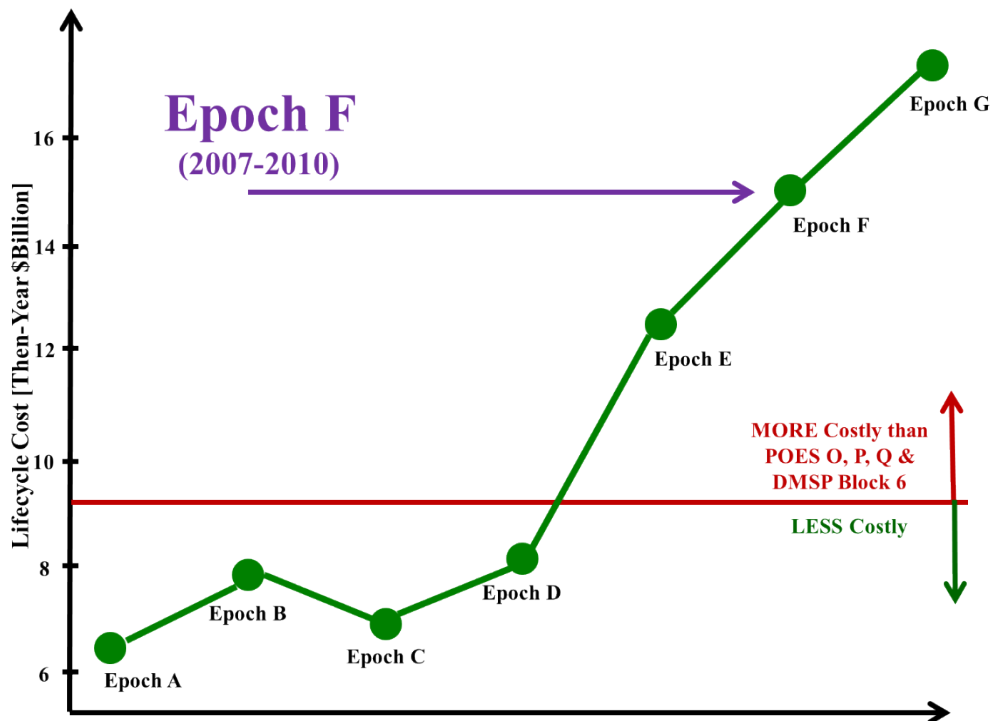 Epoch F
(2007-2010)
Lifecycle Cost [Then-Year $Billion]
16
14
12
10
8
6
Epoch A
Epoch B
Epoch C
Epoch D
Epoch E
Epoch F
Epoch G
MORE Costly than
POES O, P, Q &
DMSP Block 6
LESS Costly